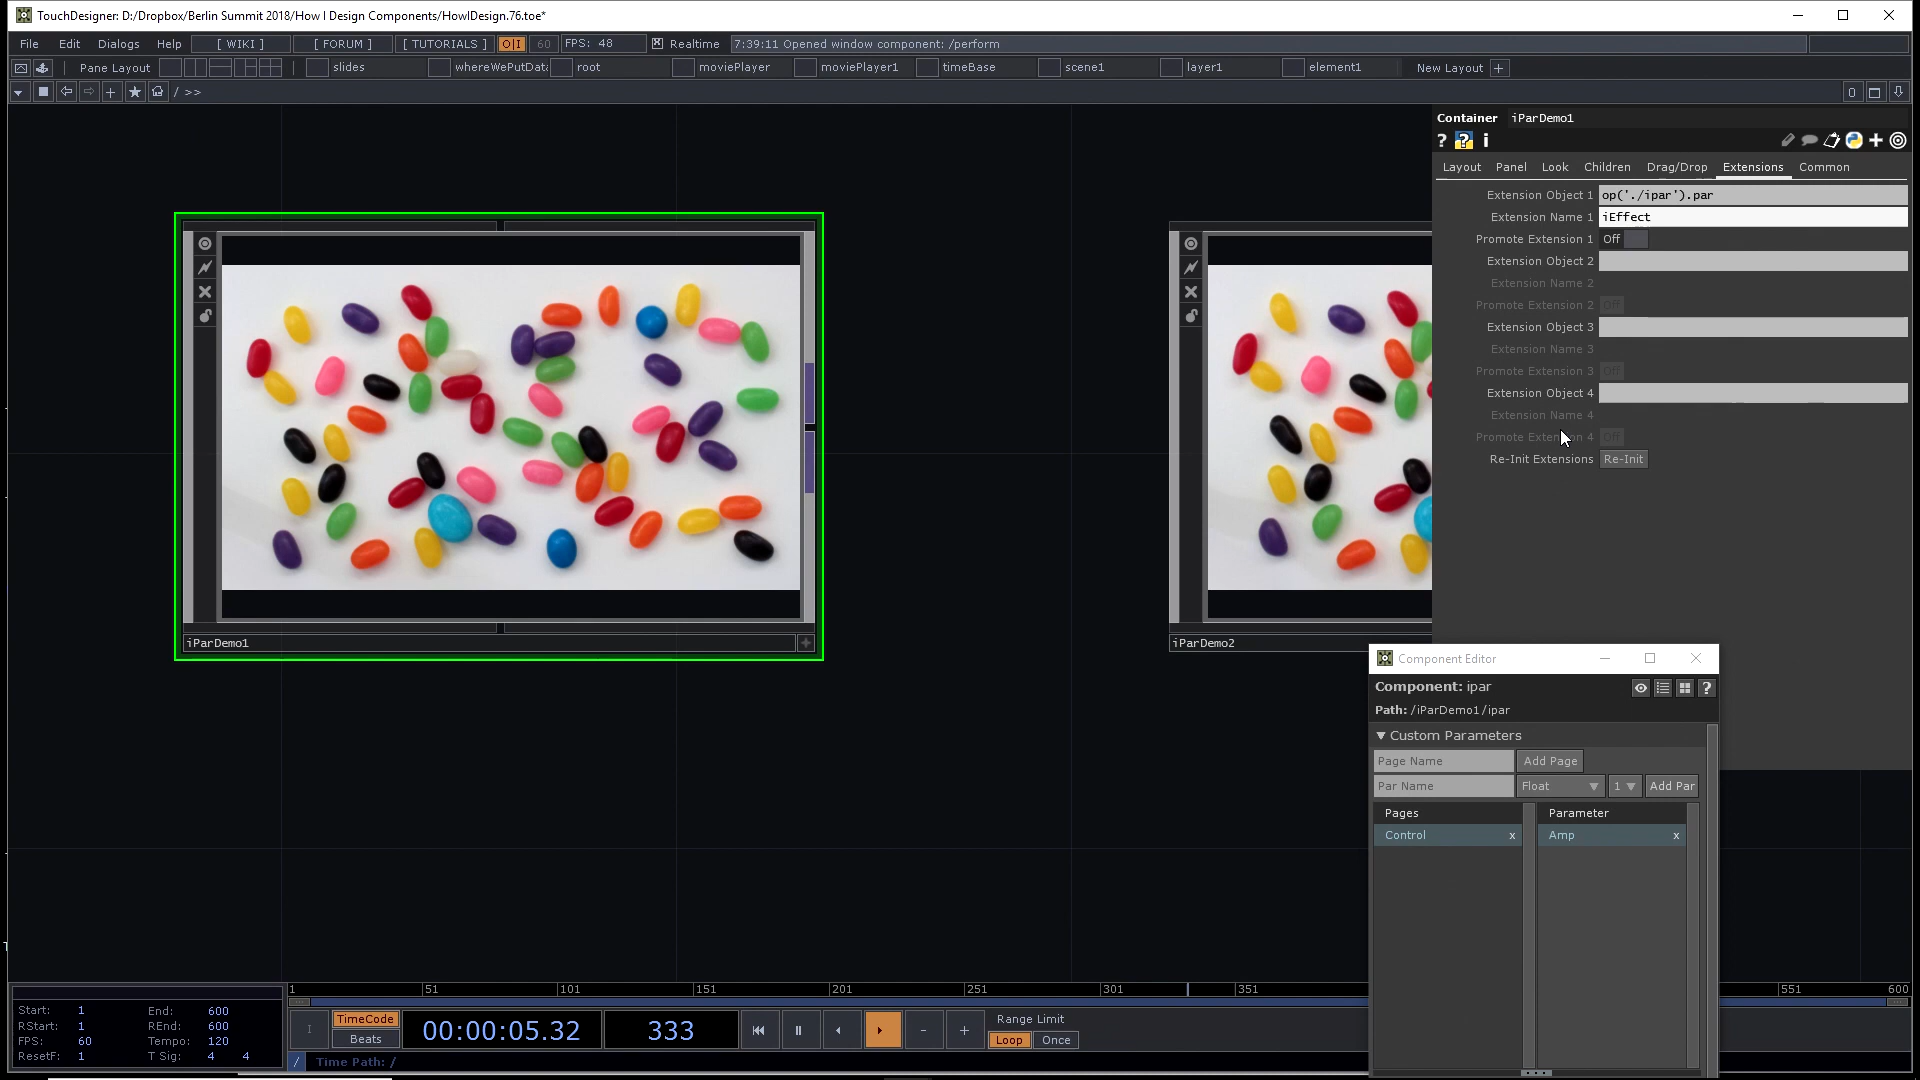 TouchDesigner: D:/Dropbox/Berlin Summit 2018/How I Design Components/HowIDesign.76.toe*
File Edit Dialogs Help [ WIKI ] [ FORUM ] [ TUTORIALS ] O|I 60 FPS: 48 Realtime 7:39:11 Opened window component: /perform
Pane Layout slides whereWePutData root moviePlayer moviePlayer1 timeBase scene1 layer1 element1 New Layout +
/ >> 0
Container iParDemo1
? ? i
Layout Panel Look Children Drag/Drop Extensions Common
Extension Object 1 op('./ipar').par
Extension Name 1 iEffect
Promote Extension 1 Off
Extension Object 2
Extension Name 2
Promote Extension 2 Off
Extension Object 3
Extension Name 3
Promote Extension 3 Off
Extension Object 4
Extension Name 4
Promote Extension 4 Off
Re-Init Extensions Re-Init
iParDemo1
iParDemo2
Component Editor
Component: ipar
?
Path: /iParDemo1/ipar
Custom Parameters
Page Name Add Page
Par Name Float 1 Add Par
Pages Parameter
Control x Amp x
1 51 101 151 201 251 301 351 551 600
Start: 1 End: 600
RStart: 1 REnd: 600
FPS: 60 Tempo: 120
ResetF: 1 T Sig: 4 4
TimeCode
Beats
00:00:05.32 333
- +
Range Limit
Loop Once
/ Time Path: /